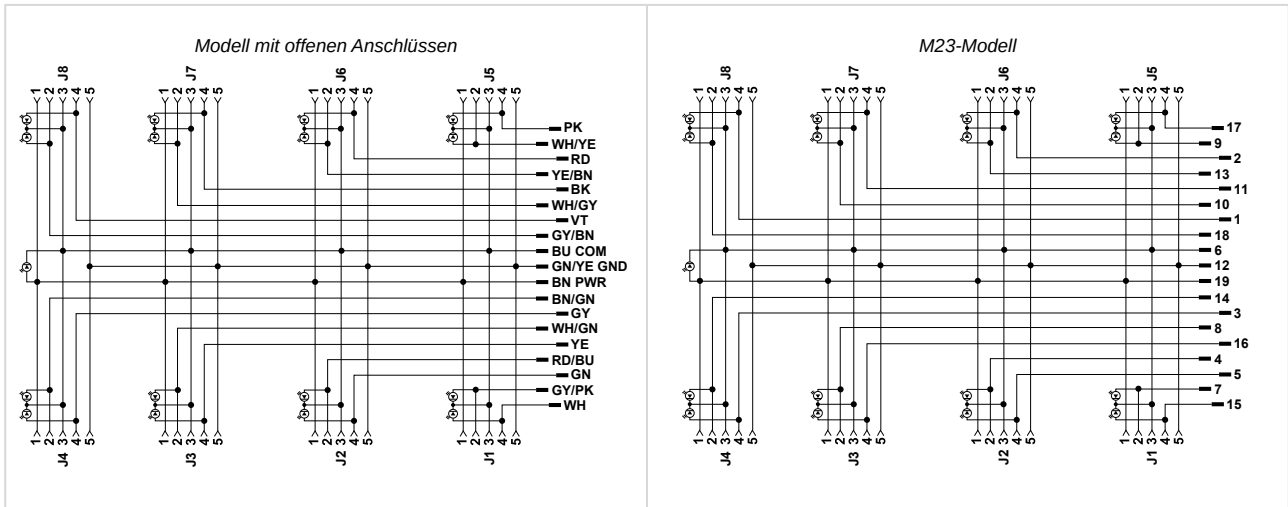 Modell mit offenen Anschlüssen
J8 J7 J6 J5
1 2 3 4 5 1 2 3 4 5 1 2 3 4 5 1 2 3 4 5
PK
WH/YE
RD
YE/BN
BK
WH/GY
VT
GY/BN
BU COM
GN/YE GND
BN PWR
BN/GN
GY
WH/GN
YE
RD/BU
GN
GY/PK
WH
1 2 3 4 5 1 2 3 4 5 1 2 3 4 5 1 2 3 4 5
J4 J3 J2 J1
M23-Modell
J8 J7 J6 J5
1 2 3 4 5 1 2 3 4 5 1 2 3 4 5 1 2 3 4 5
17
9
2
13
11
10
1
18
6
12
19
14
3
8
16
4
5
7
15
1 2 3 4 5 1 2 3 4 5 1 2 3 4 5 1 2 3 4 5
J4 J3 J2 J1